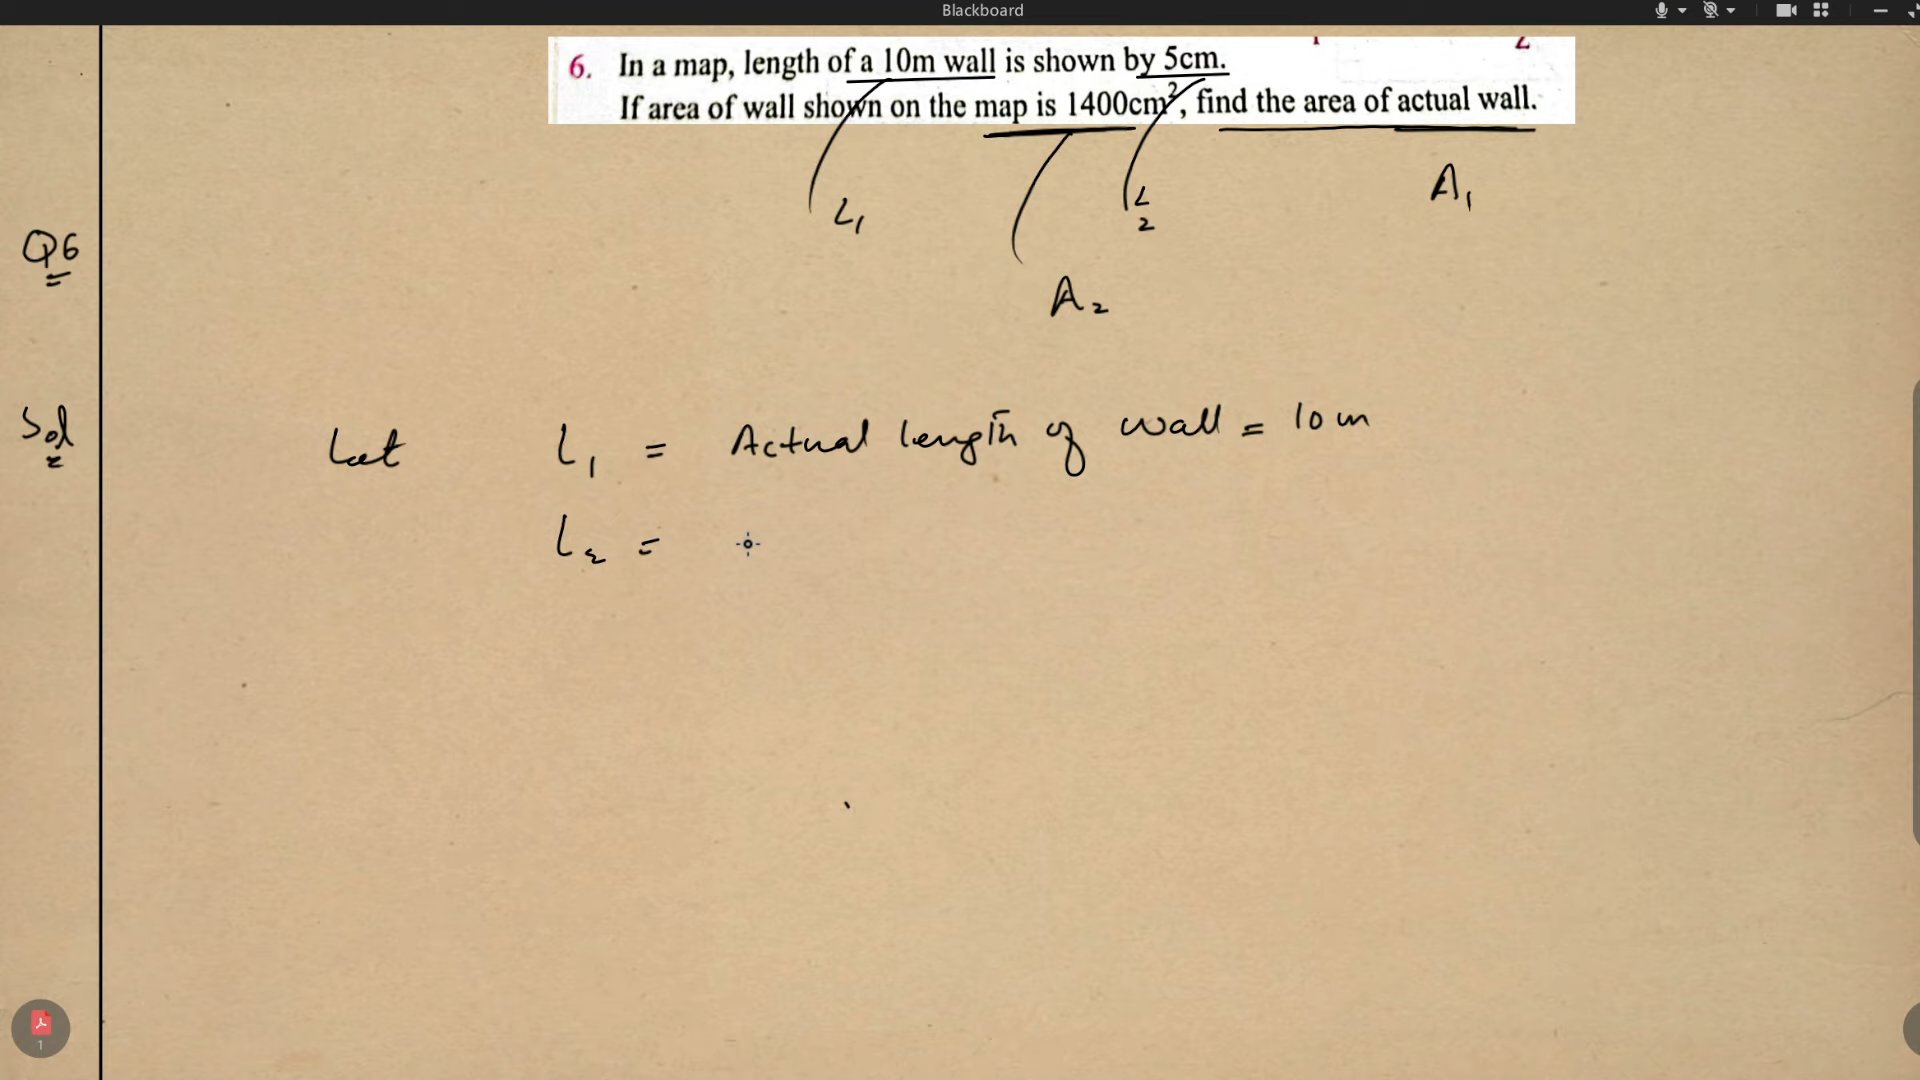 Blackboard
6. In a map, length of a 10m wall is shown by 5cm.
If area of wall shown on the map is 1400cm², find the area of actual wall.
L₁
L₂
A₁
A₂
Q6
Sol
Let L₁ = Actual length of wall = 10m
L₂ =
1